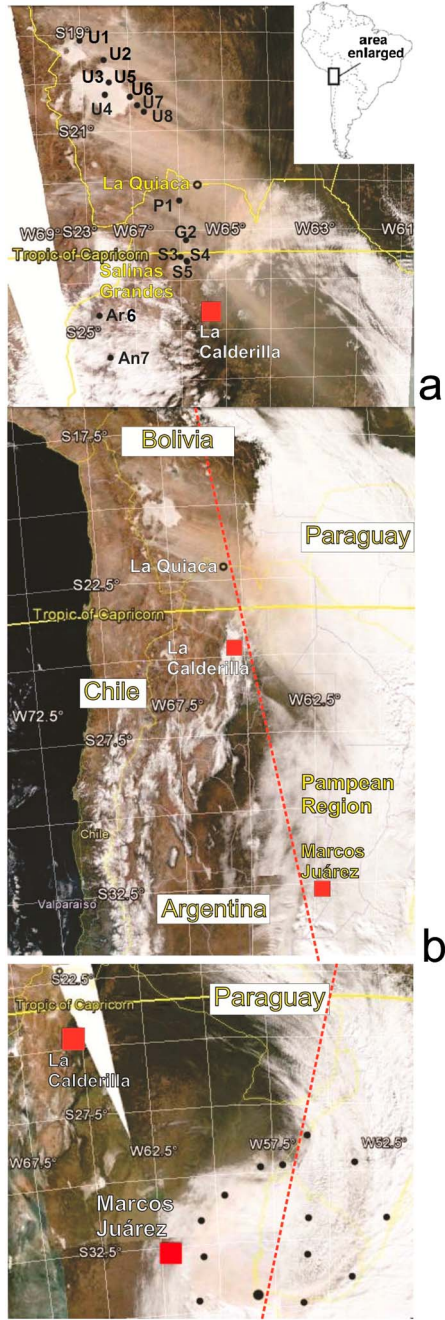 S19°
U1
U2
U3 U5
U6
U4
U7
U8
area
enlarged
S21°
La Quiaca
P1
W69° S23° W67°
G2
W65°
W63°
W61
Tropic of Capricorn
S3 S4
S5
Salinas
Grandes
Ar6
S25°
La
Calderilla
An7
a
S17.5°
Bolivia
Paraguay
La Quiaca
S22.5°
Tropic of Capricorn
La
Calderilla
Chile
W67.5°
W62.5°
W72.5°
S27.5°
Pampean
Region
Chile
Marcos
Juárez
S32.5°
Valparaíso
Argentina
b
S22.5°
Tropic of Capricorn
Paraguay
La
Calderilla
S27.5°
W67.5°
W62.5°
W57.5°
W52.5°
Marcos
Juárez
S32.5°